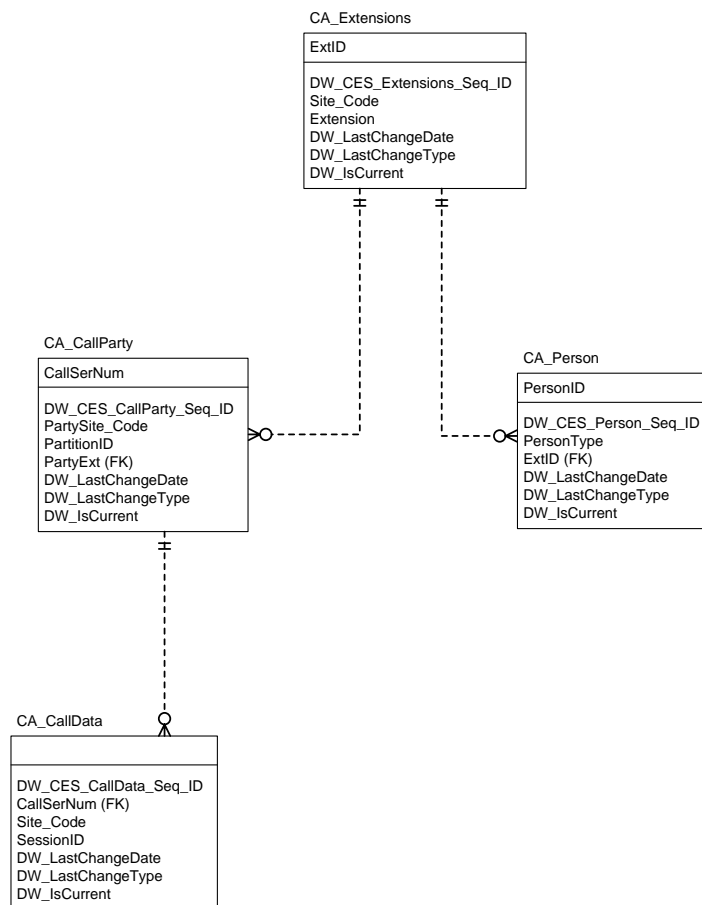 CA_Extensions
ExtID
DW_CES_Extensions_Seq_ID
Site_Code
Extension
DW_LastChangeDate
DW_LastChangeType
DW_IsCurrent
CA_CallParty
CallSerNum
DW_CES_CallParty_Seq_ID
PartySite_Code
PartitionID
PartyExt (FK)
DW_LastChangeDate
DW_LastChangeType
DW_IsCurrent
CA_Person
PersonID
DW_CES_Person_Seq_ID
PersonType
ExtID (FK)
DW_LastChangeDate
DW_LastChangeType
DW_IsCurrent
CA_CallData
DW_CES_CallData_Seq_ID
CallSerNum (FK)
Site_Code
SessionID
DW_LastChangeDate
DW_LastChangeType
DW_IsCurrent